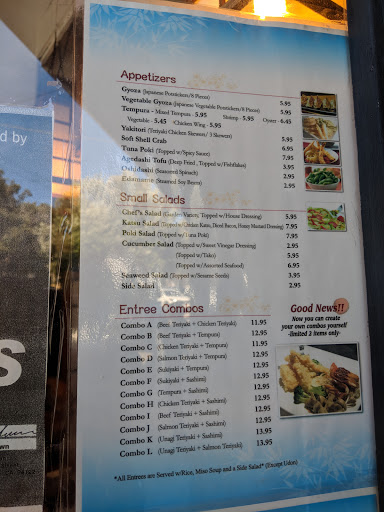 d by
Appetizers
Gyoza (Japanese Potstickers/8 Pieces) 5.95
Vegetable Gyoza (Japanese Vegetable Potstickers/8 Pieces) 5.95
Tempura - Mixed Tempura - 5.95 Shrimp - 5.95 Oyster - 6.45
Vegetable - 5.45 Chicken Wing - 5.95
Yakitori (Teriyaki Chicken Skewers/ 3 Skewers) 5.95
Soft Shell Crab 7.95
Tuna Poki (Topped w/Spicy Sauce) 7.95
Agedashi Tofu (Deep Fried, Topped w/Fishflakes) 3.95
Oshidashi (Seasoned Spinach) 2.95
Edamame (Steamed Soy Beans) 2.95
Small Salads
Chef's Salad (Garden Variety, Topped w/House Dressing) 5.95
Katsu Salad (Topped w/Chicken Katsu, Diced Bacon, Honey Mustard Dressing) 6.95
Poki Salad (Topped w/Tuna Poki) 7.95
Cucumber Salad (Topped w/Sweet Vinegar Dressing) 2.95
(Topped w/Tako) 5.95
(Topped w/Assorted Seafood) 6.95
Seaweed Salad (Topped w/Sesame Seeds) 3.95
Side Salad 2.95
Entree Combos
Combo A (Beef Teriyaki + Chicken Teriyaki) 11.95
Combo B (Beef Teriyaki + Tempura) 12.95
Combo C (Chicken Teriyaki + Tempura) 11.95
Combo D (Salmon Teriyaki + Tempura) 12.95
Combo E (Sukiyaki + Tempura) 12.95
Combo F (Sukiyaki + Sashimi) 12.95
Combo G (Tempura + Sashimi) 12.95
Combo H (Chicken Teriyaki + Sashimi) 12.95
Combo I (Beef Teriyaki + Sashimi) 12.95
Combo J (Salmon Teriyaki + Sashimi) 12.95
Combo K (Unagi Teriyaki + Sashimi) 13.95
Combo L (Unagi Teriyaki + Salmon Teriyaki) 13.95
Good News!!
Now you can create
your own combos yourself
-limited 2 items only-
*All Entrees are Served w/Rice, Miso Soup and a Side Salad* (Except Udon)
S